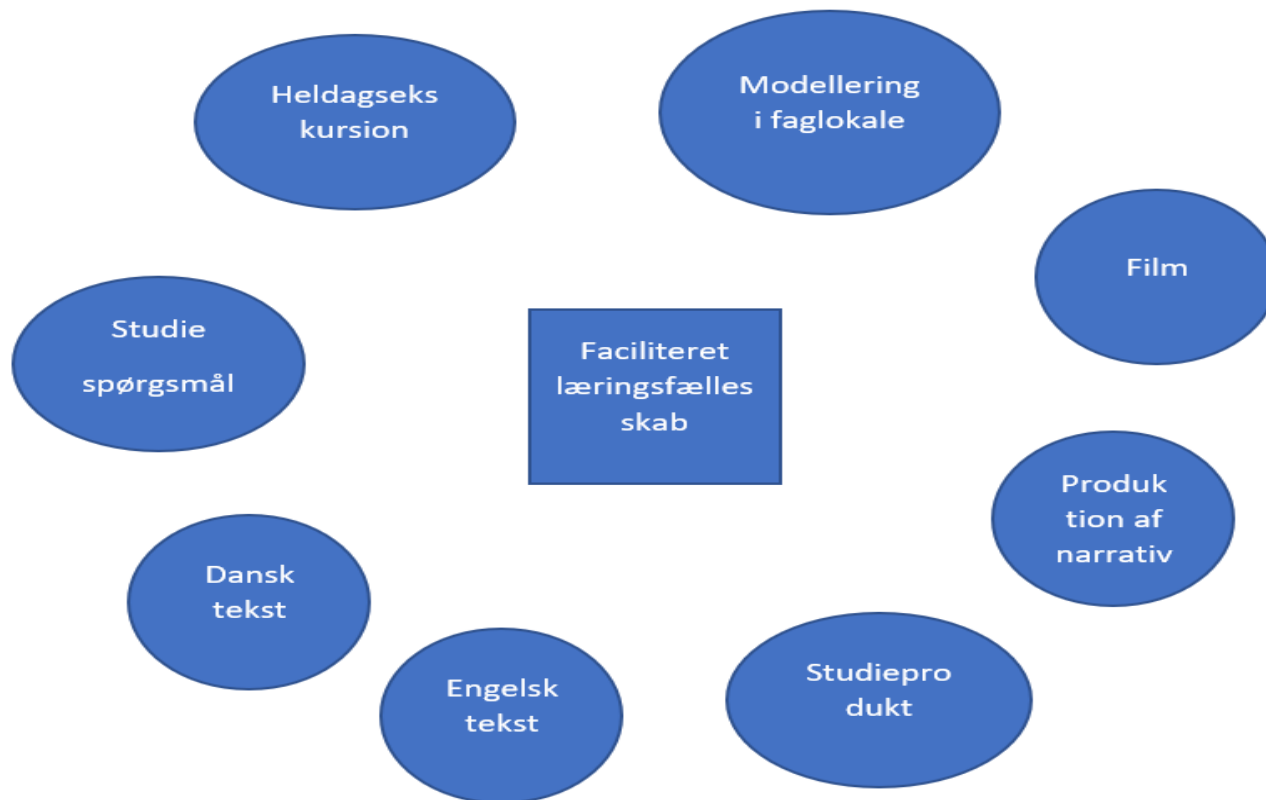 Heldagseks
kursion
Modellering
i faglokale
Film
Studie
spørgsmål
Faciliteret
læringsfælles
skab
Produk
tion af
narrativ
Dansk
tekst
Engelsk
tekst
Studiepro
dukt